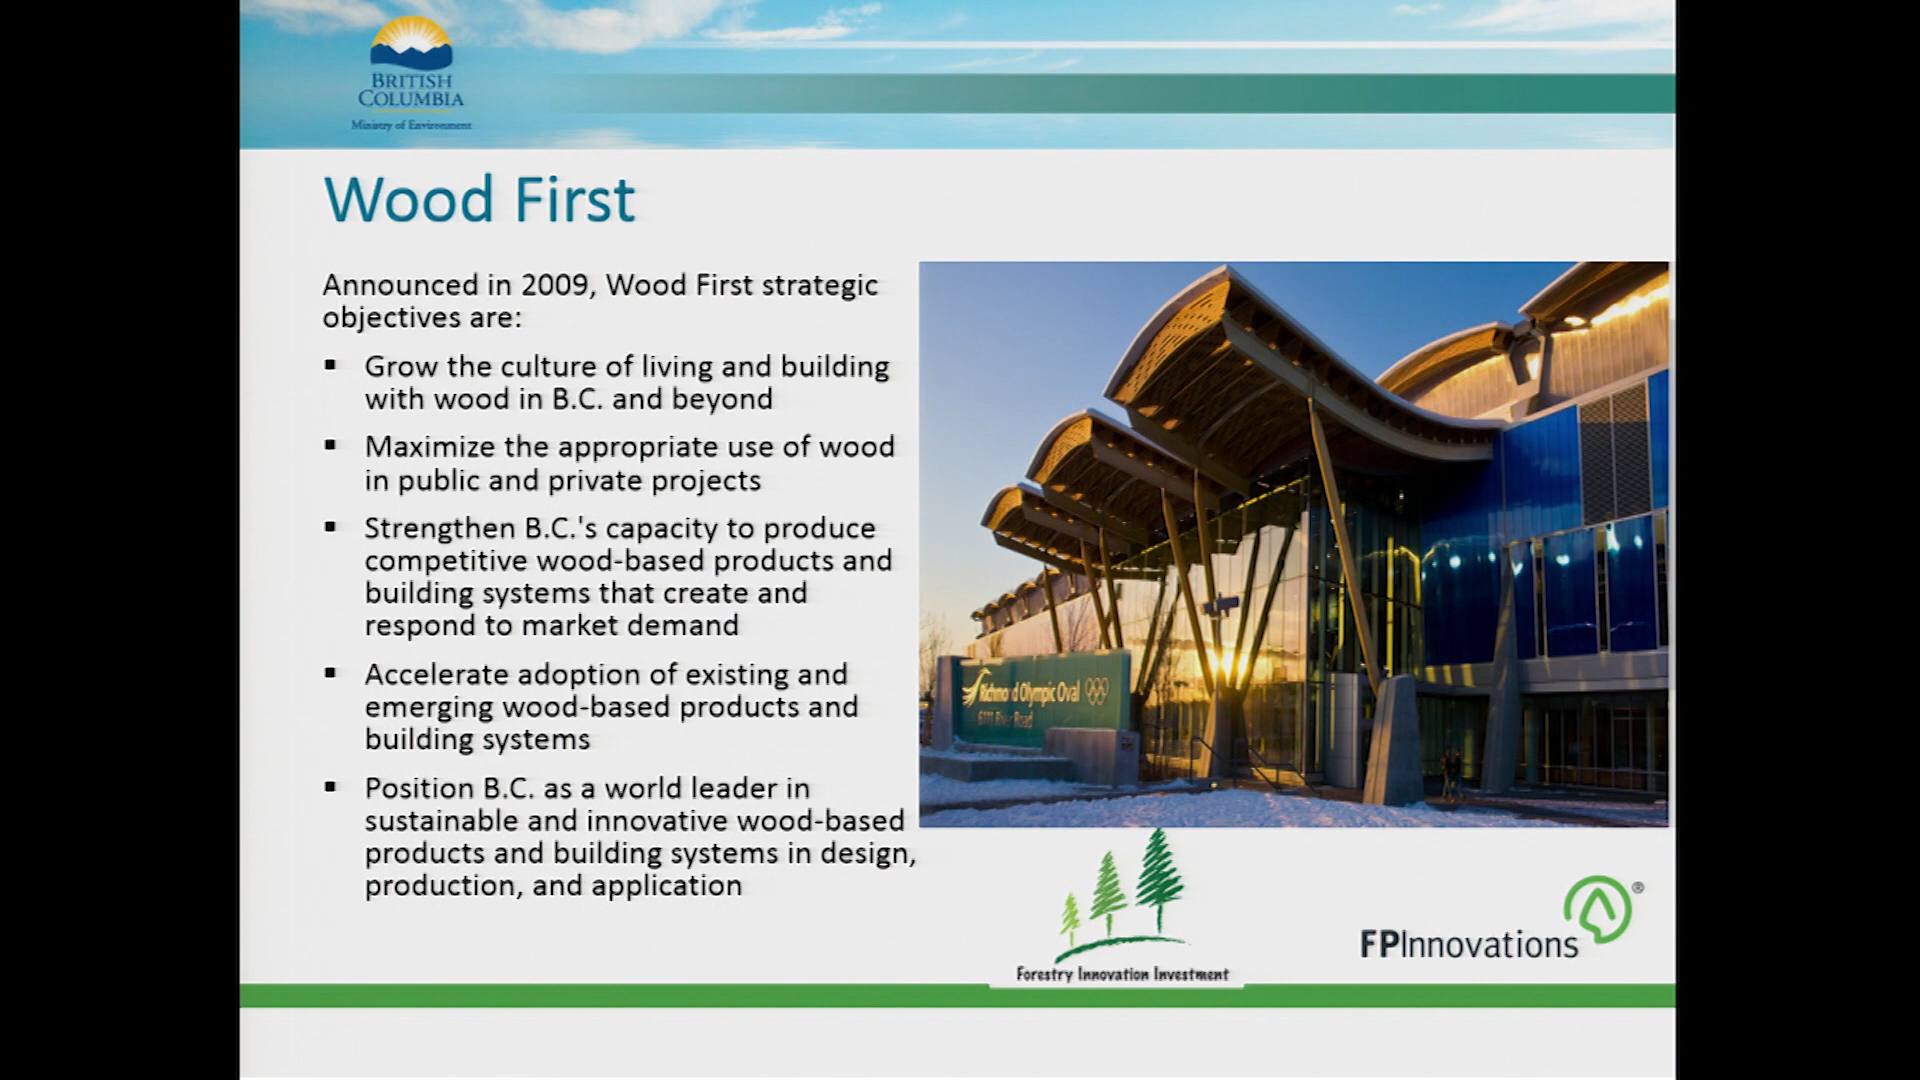 BRITISH
COLUMBIA
Ministry of Environment
Wood First
Announced in 2009, Wood First strategic
objectives are:
▪ Grow the culture of living and building
with wood in B.C. and beyond
▪ Maximize the appropriate use of wood
in public and private projects
▪ Strengthen B.C.'s capacity to produce
competitive wood-based products and
building systems that create and
respond to market demand
▪ Accelerate adoption of existing and
emerging wood-based products and
building systems
▪ Position B.C. as a world leader in
sustainable and innovative wood-based
products and building systems in design,
production, and application
Richmond Olympic Oval
6111 River Road
Forestry Innovation Investment
FPInnovations®